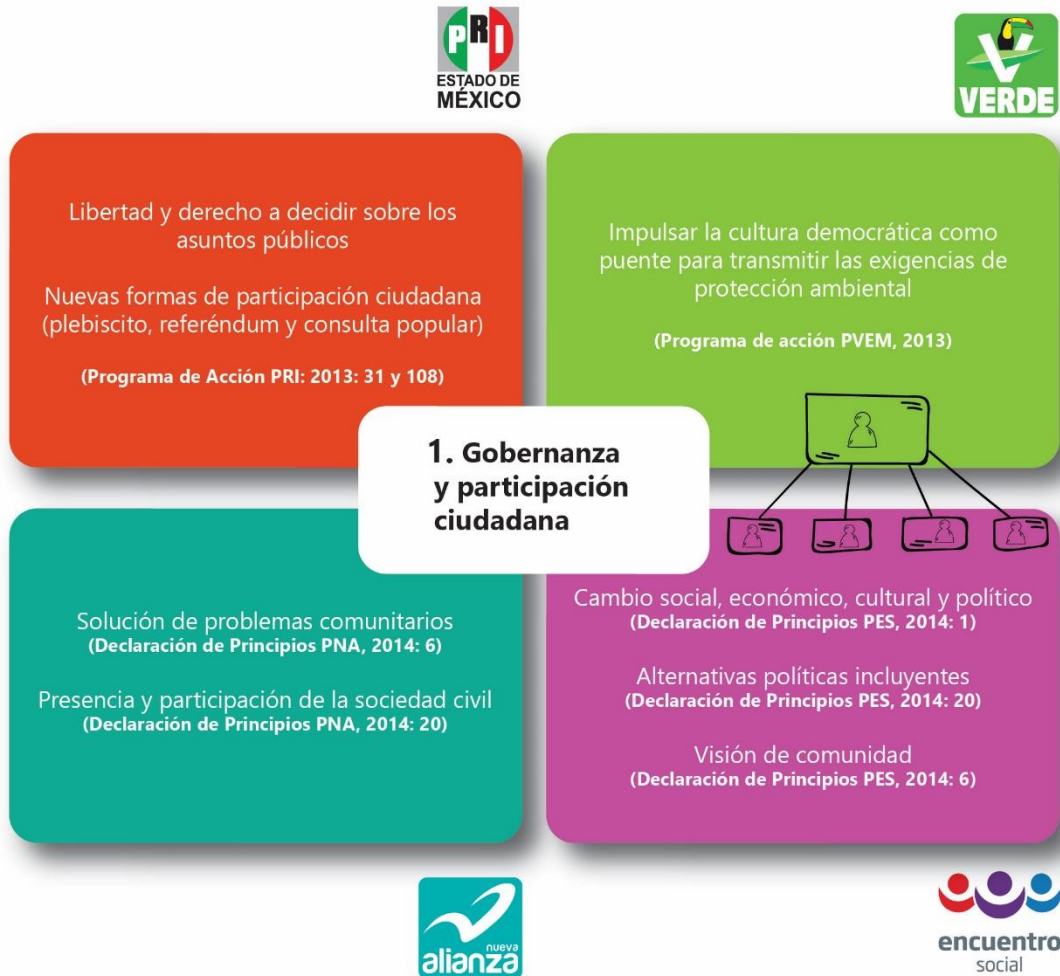 PRI
ESTADO DE
MÉXICO
VERDE
Libertad y derecho a decidir sobre los
asuntos públicos
Nuevas formas de participación ciudadana
(plebiscito, referéndum y consulta popular)
(Programa de Acción PRI: 2013: 31 y 108)
Impulsar la cultura democrática como
puente para transmitir las exigencias de
protección ambiental
(Programa de acción PVEM, 2013)
1. Gobernanza
y participación
ciudadana
Solución de problemas comunitarios
(Declaración de Principios PNA, 2014: 6)
Presencia y participación de la sociedad civil
(Declaración de Principios PNA, 2014: 20)
Cambio social, económico, cultural y político
(Declaración de Principios PES, 2014: 1)
Alternativas políticas incluyentes
(Declaración de Principios PES, 2014: 20)
Visión de comunidad
(Declaración de Principios PES, 2014: 6)
nueva
alianza
encuentro
social